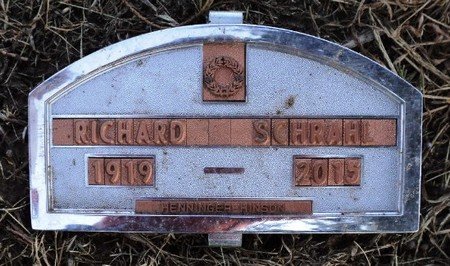 RICHARD SCHRAHL
1919 – 2015
HENNINGER-HINSON